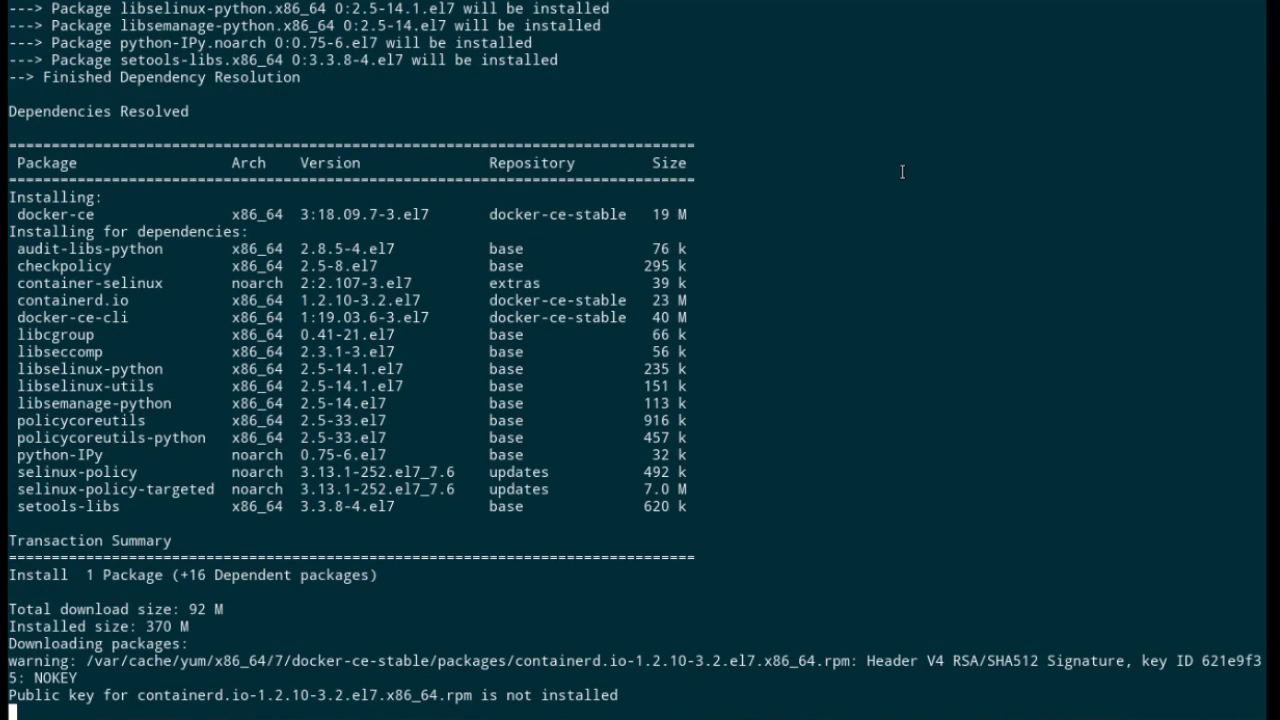 ---> Package libselinux-python.x86_64 0:2.5-14.1.el7 will be installed
---> Package libsemanage-python.x86_64 0:2.5-14.el7 will be installed
---> Package python-IPy.noarch 0:0.75-6.el7 will be installed
---> Package setools-libs.x86_64 0:3.3.8-4.el7 will be installed
--> Finished Dependency Resolution
Dependencies Resolved
================================================================================
Package Arch Version Repository Size
================================================================================
Installing:
docker-ce x86_64 3:18.09.7-3.el7 docker-ce-stable 19 M
Installing for dependencies:
audit-libs-python x86_64 2.8.5-4.el7 base 76 k
checkpolicy x86_64 2.5-8.el7 base 295 k
container-selinux noarch 2:2.107-3.el7 extras 39 k
containerd.io x86_64 1.2.10-3.2.el7 docker-ce-stable 23 M
docker-ce-cli x86_64 1:19.03.6-3.el7 docker-ce-stable 40 M
libcgroup x86_64 0.41-21.el7 base 66 k
libseccomp x86_64 2.3.1-3.el7 base 56 k
libselinux-python x86_64 2.5-14.1.el7 base 235 k
libselinux-utils x86_64 2.5-14.1.el7 base 151 k
libsemanage-python x86_64 2.5-14.el7 base 113 k
policycoreutils x86_64 2.5-33.el7 base 916 k
policycoreutils-python x86_64 2.5-33.el7 base 457 k
python-IPy noarch 0.75-6.el7 base 32 k
selinux-policy noarch 3.13.1-252.el7_7.6 updates 492 k
selinux-policy-targeted noarch 3.13.1-252.el7_7.6 updates 7.0 M
setools-libs x86_64 3.3.8-4.el7 base 620 k
Transaction Summary
================================================================================
Install 1 Package (+16 Dependent packages)
Total download size: 92 M
Installed size: 370 M
Downloading packages:
warning: /var/cache/yum/x86_64/7/docker-ce-stable/packages/containerd.io-1.2.10-3.2.el7.x86_64.rpm: Header V4 RSA/SHA512 Signature, key ID 621e9f3
5: NOKEY
Public key for containerd.io-1.2.10-3.2.el7.x86_64.rpm is not installed